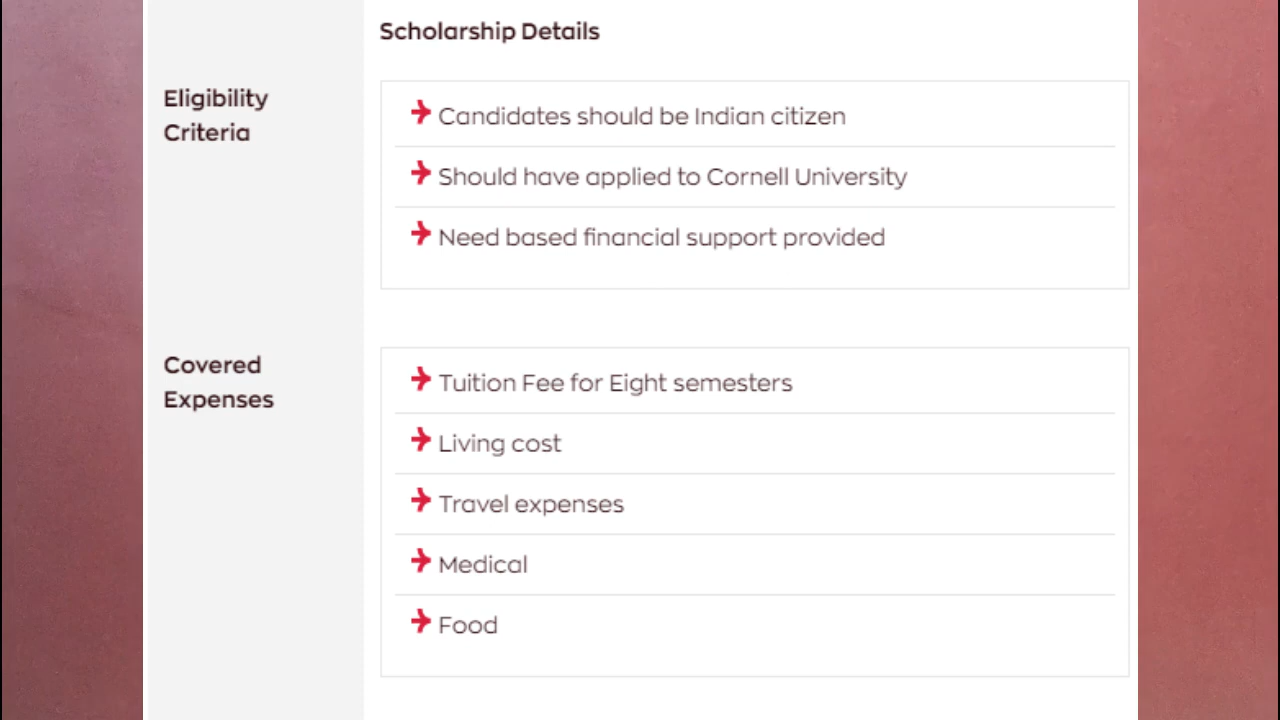 Scholarship Details
Eligibility
Criteria
Candidates should be Indian citizen
Should have applied to Cornell University
Need based financial support provided
Covered
Expenses
Tuition Fee for Eight semesters
Living cost
Travel expenses
Medical
Food